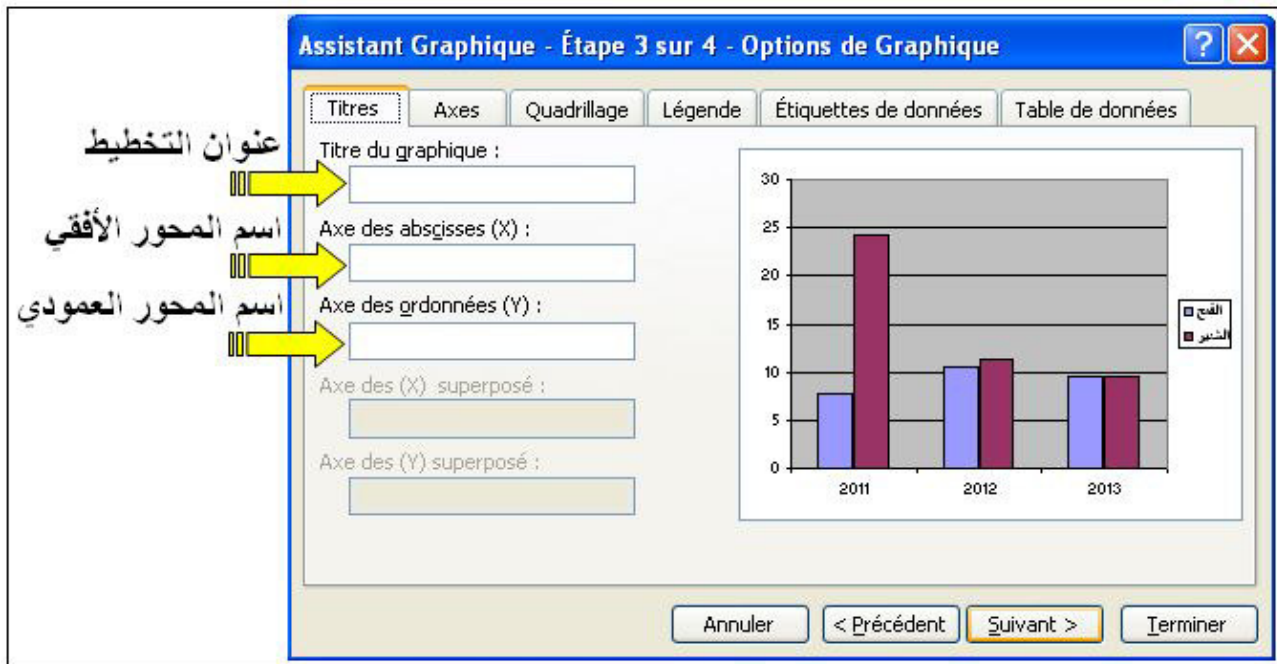 Assistant Graphique - Étape 3 sur 4 - Options de Graphique
Titres Axes Quadrillage Légende Étiquettes de données Table de données
عنوان التخطيط
Titre du graphique :
اسم المحور الأفقي
Axe des abscisses (X) :
اسم المحور العمودي
Axe des ordonnées (Y) :
Axe des (X) superposé :
Axe des (Y) superposé :
30
25
20
15
10
5
0
2011 2012 2013
القمح
الشعير
Annuler < Précédent Suivant > Terminer